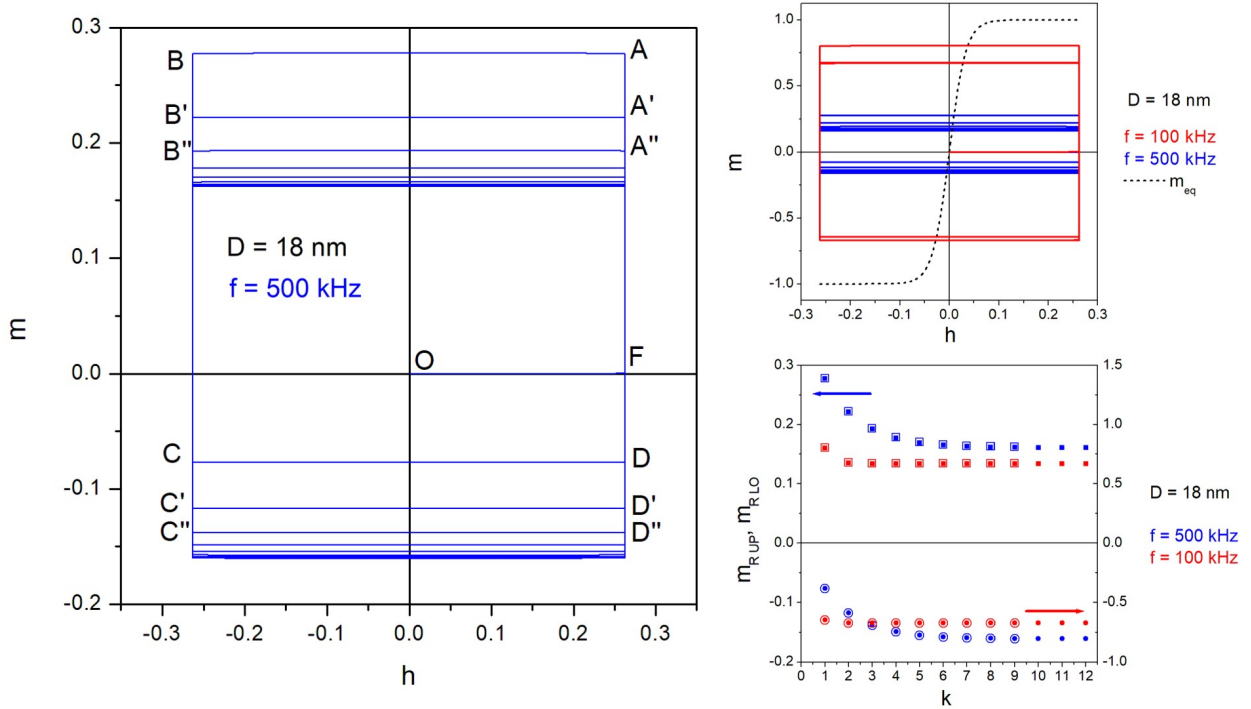 0.3
0.2
0.1
0.0
-0.1
-0.2
-0.3
-0.2
-0.1
0.0
0.1
0.2
0.3
m
h
B
A
B'
A'
B"
A"
D = 18 nm
f = 500 kHz
O
F
C
D
C'
D'
C"
D"
1.0
0.5
0.0
-0.5
-1.0
-0.3
-0.2
-0.1
0.0
0.1
0.2
0.3
m
h
D = 18 nm
f = 100 kHz
f = 500 kHz
m eq
0.3
0.2
0.1
0.0
-0.1
-0.2
1.5
1.0
0.5
0.0
-0.5
-1.0
0 1 2 3 4 5 6 7 8 9 10 11 12
m R UP, m R LO
k
D = 18 nm
f = 500 kHz
f = 100 kHz